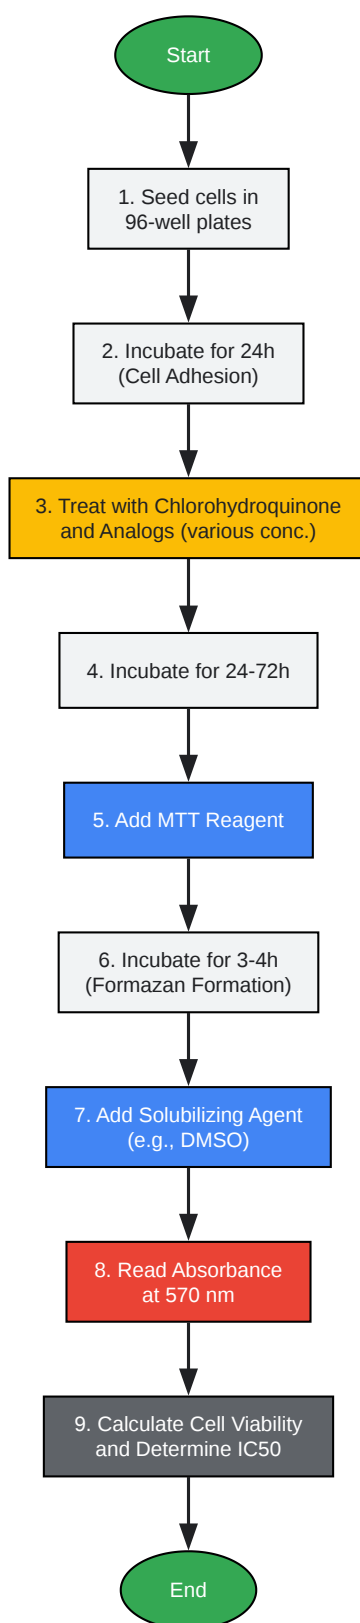 Start
1. Seed cells in
96-well plates
2. Incubate for 24h
(Cell Adhesion)
3. Treat with Chlorohydroquinone
and Analogs (various conc.)
4. Incubate for 24-72h
5. Add MTT Reagent
6. Incubate for 3-4h
(Formazan Formation)
7. Add Solubilizing Agent
(e.g., DMSO)
8. Read Absorbance
at 570 nm
9. Calculate Cell Viability
and Determine IC50
End